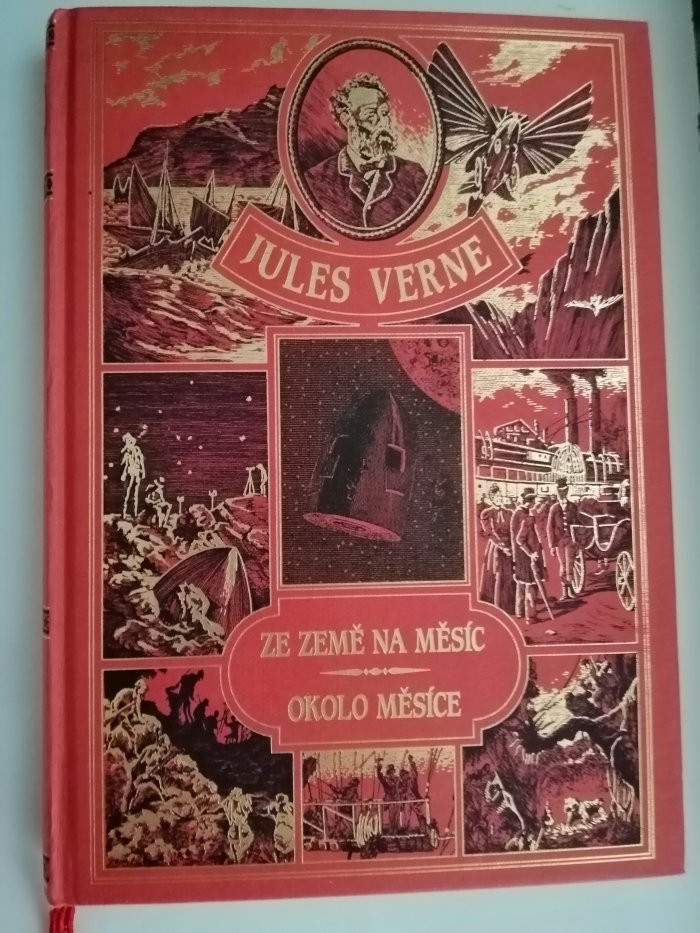 JULES VERNE
ZE ZEMĚ NA MĚSÍC
OKOLO MĚSÍCE